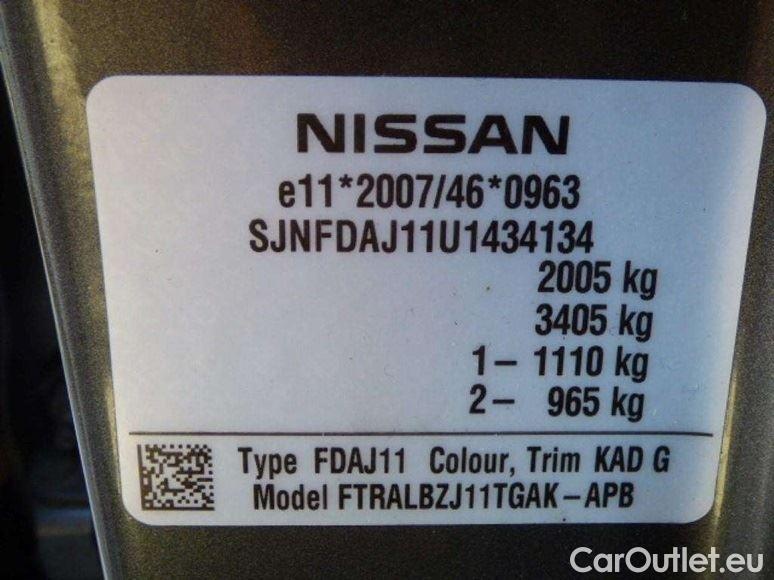 NISSAN
e11*2007/46*0963
SJNFDAJ11U1434134
2005 kg
3405 kg
1– 1110 kg
2– 965 kg
Type FDAJ11 Colour, Trim KAD G
Model FTRALBZJ11TGAK–APB
CarOutlet.eu